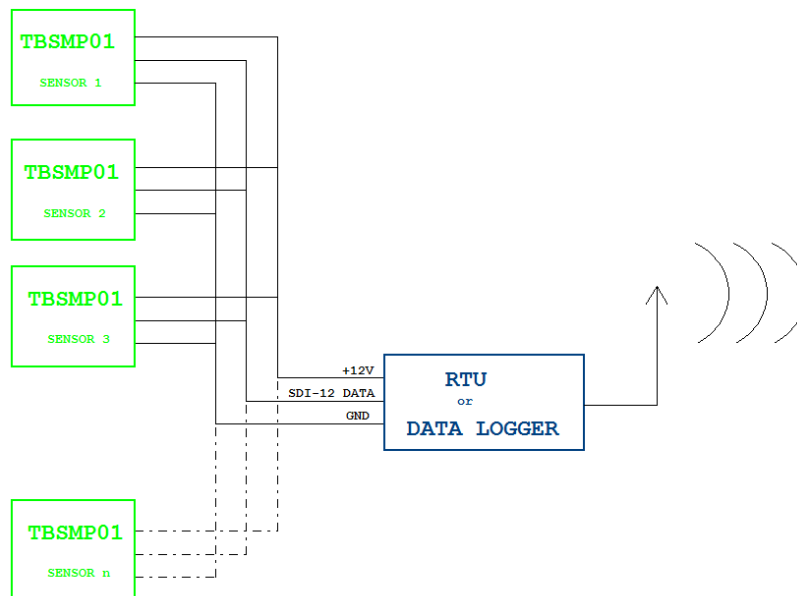 TBSMP01
SENSOR 1
TBSMP01
SENSOR 2
TBSMP01
SENSOR 3
+12V
SDI-12 DATA
GND
RTU
or
DATA LOGGER
TBSMP01
SENSOR n